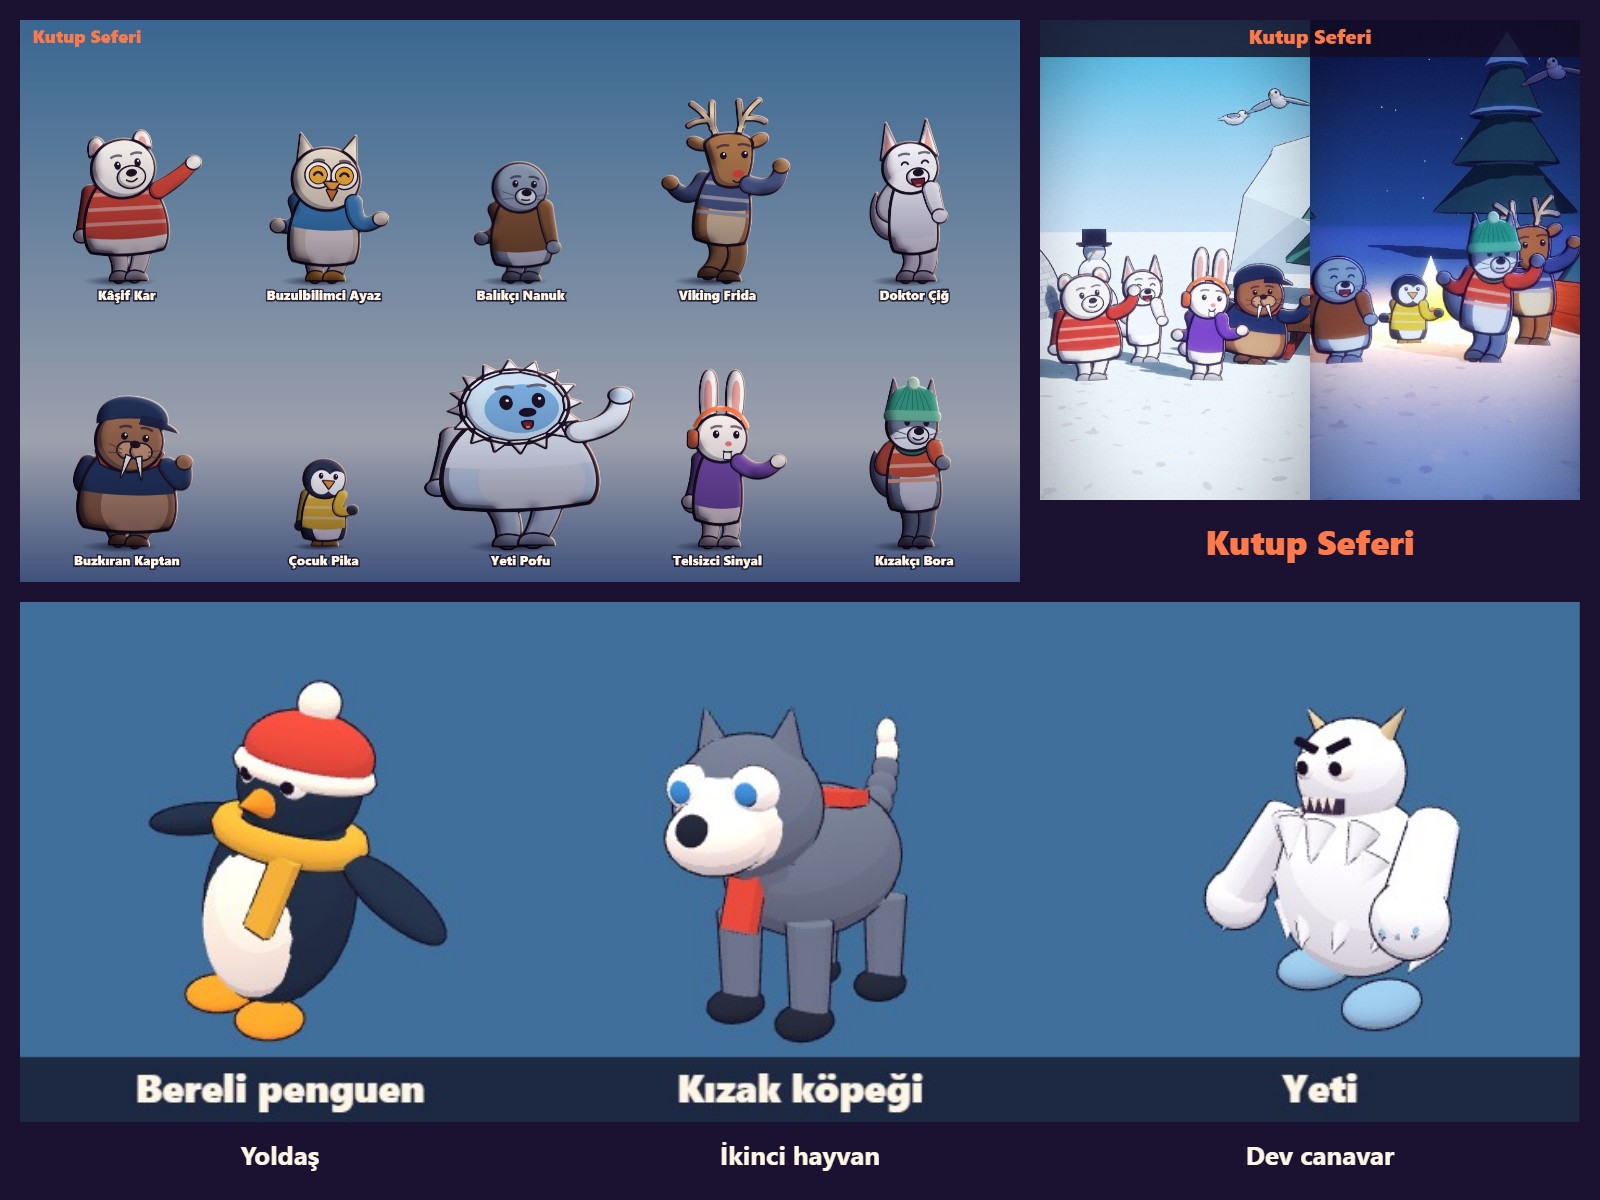 Kutup Seferi
Kâşif Kar
Buzulbilimci Ayaz
Balıkçı Nanuk
Viking Frida
Doktor Çiğ
Buzkıran Kaptan
Çocuk Pika
Yeti Pofu
Telsizci Sinyal
Kızakçı Bora
Kutup Seferi
Kutup Seferi
Bereli penguen
Kızak köpeği
Yeti
Yoldaş
İkinci hayvan
Dev canavar